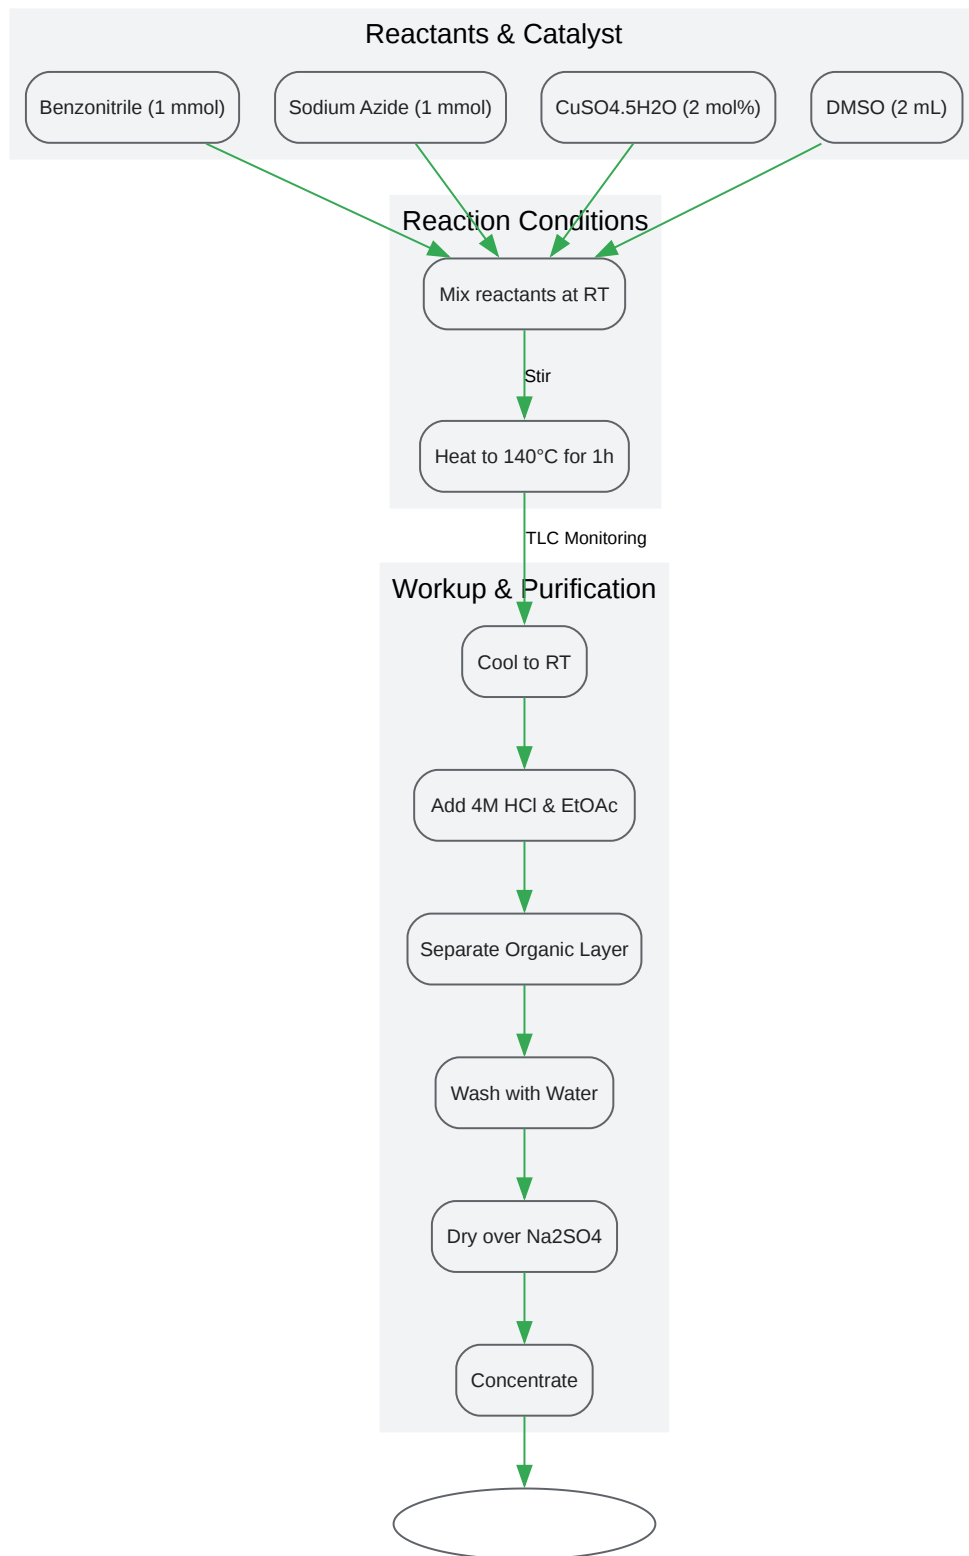 Reactants & Catalyst
Benzonitrile (1 mmol)
Sodium Azide (1 mmol)
CuSO4.5H2O (2 mol%)
DMSO (2 mL)
Reaction Conditions
Mix reactants at RT
Stir
Heat to 140°C for 1h
TLC Monitoring
Workup & Purification
Cool to RT
Add 4M HCl & EtOAc
Separate Organic Layer
Wash with Water
Dry over Na2SO4
Concentrate